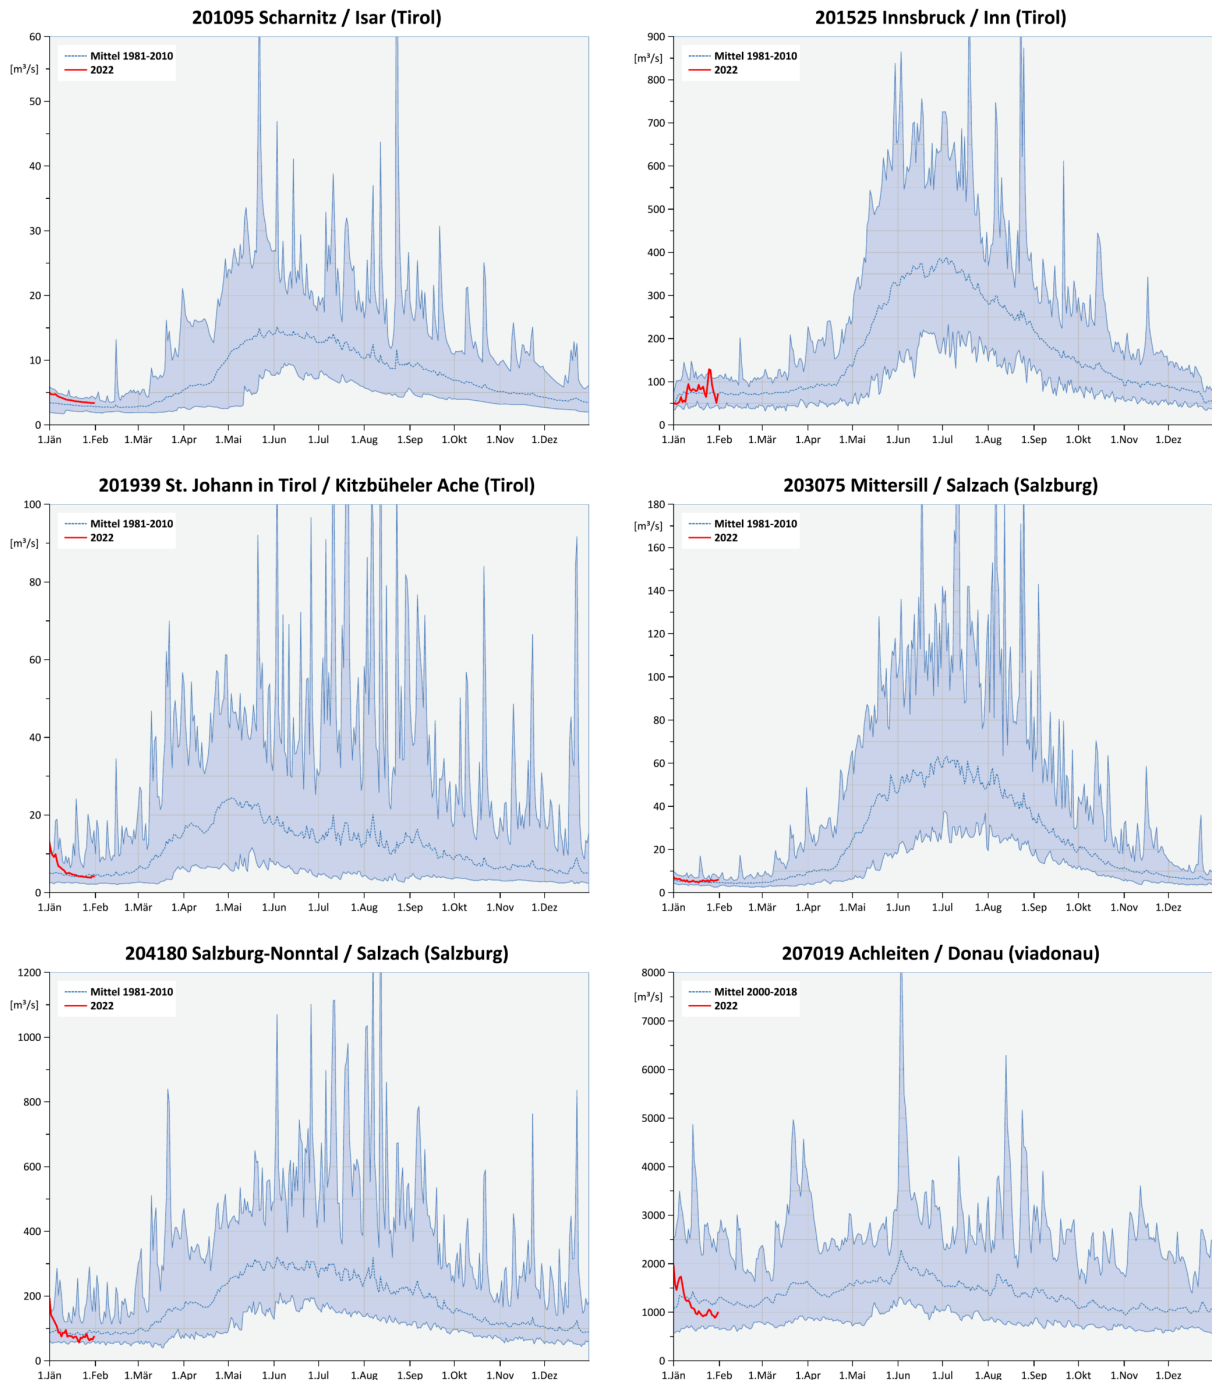 201095 Scharnitz / Isar (Tirol)
60
[m³/s]
50
40
30
20
10
0
Mittel 1981-2010
2022
1.Jän 1.Feb 1.Mär 1.Apr 1.Mai 1.Jun 1.Jul 1.Aug 1.Sep 1.Okt 1.Nov 1.Dez
201525 Innsbruck / Inn (Tirol)
900
[m³/s]
800
700
600
500
400
300
200
100
0
Mittel 1981-2010
2022
1.Jän 1.Feb 1.Mär 1.Apr 1.Mai 1.Jun 1.Jul 1.Aug 1.Sep 1.Okt 1.Nov 1.Dez
201939 St. Johann in Tirol / Kitzbüheler Ache (Tirol)
100
[m³/s]
80
60
40
20
0
Mittel 1981-2010
2022
1.Jän 1.Feb 1.Mär 1.Apr 1.Mai 1.Jun 1.Jul 1.Aug 1.Sep 1.Okt 1.Nov 1.Dez
203075 Mittersill / Salzach (Salzburg)
180
[m³/s]
160
140
120
100
80
60
40
20
0
Mittel 1981-2010
2022
1.Jän 1.Feb 1.Mär 1.Apr 1.Mai 1.Jun 1.Jul 1.Aug 1.Sep 1.Okt 1.Nov 1.Dez
204180 Salzburg-Nonntal / Salzach (Salzburg)
1200
[m³/s]
1000
800
600
400
200
0
Mittel 1981-2010
2022
1.Jän 1.Feb 1.Mär 1.Apr 1.Mai 1.Jun 1.Jul 1.Aug 1.Sep 1.Okt 1.Nov 1.Dez
207019 Achleiten / Donau (viadonau)
8000
[m³/s]
7000
6000
5000
4000
3000
2000
1000
0
Mittel 2000-2018
2022
1.Jän 1.Feb 1.Mär 1.Apr 1.Mai 1.Jun 1.Jul 1.Aug 1.Sep 1.Okt 1.Nov 1.Dez